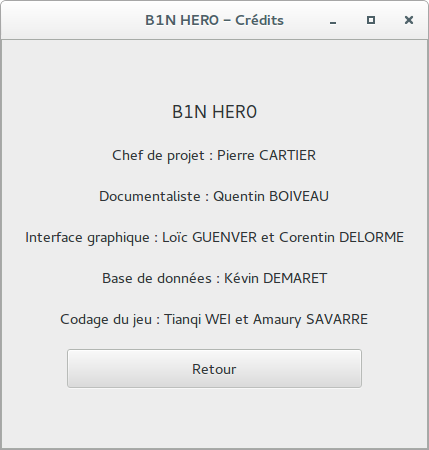 B1N HER0 - Crédits
B1N HER0
Chef de projet : Pierre CARTIER
Documentaliste : Quentin BOIVEAU
Interface graphique : Loïc GUENVER et Corentin DELORME
Base de données : Kévin DEMARET
Codage du jeu : Tianqi WEI et Amaury SAVARRE
Retour